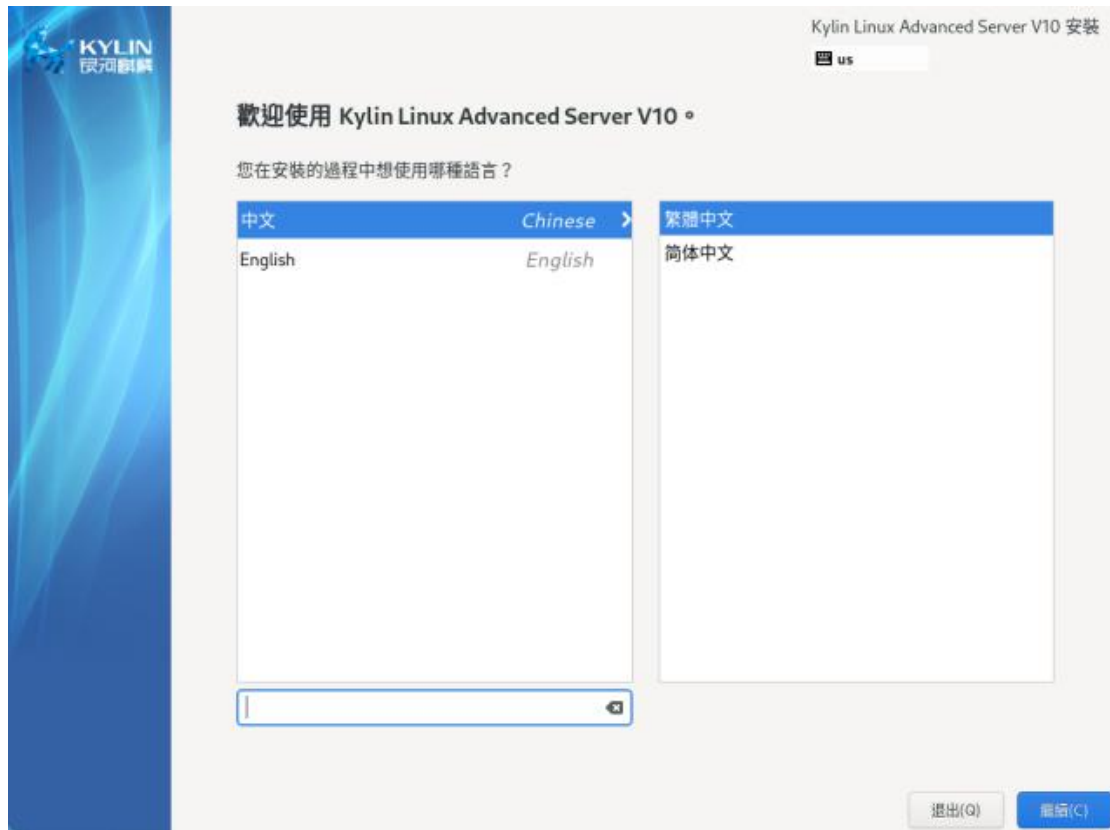 KYLIN
银河麒麟
Kylin Linux Advanced Server V10 安裝
us
歡迎使用 Kylin Linux Advanced Server V10。
您在安裝的過程中想使用哪種語言？
中文 Chinese
English English
繁體中文
简体中文
退出(Q)
繼續(C)